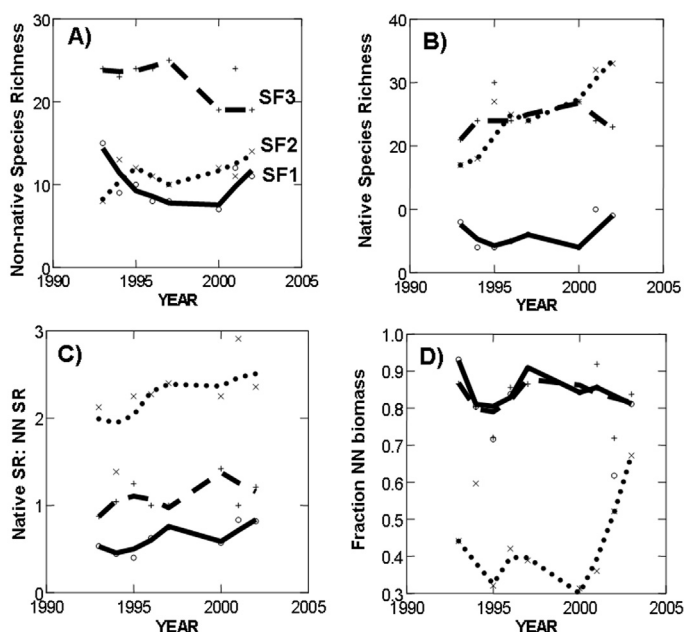 A)
Non-native Species Richness
30
20
10
0
SF3
SF2
SF1
1990 1995 2000 2005
YEAR
B)
Native Species Richness
40
30
20
0
10
1990 1995 2000 2005
YEAR
C)
Native SR: NN SR
3
2
1
0
1990 1995 2000 2005
YEAR
D)
Fraction NN biomass
1.0
0.9
0.8
0.7
0.6
0.5
0.4
0.3
1990 1995 2000 2005
YEAR